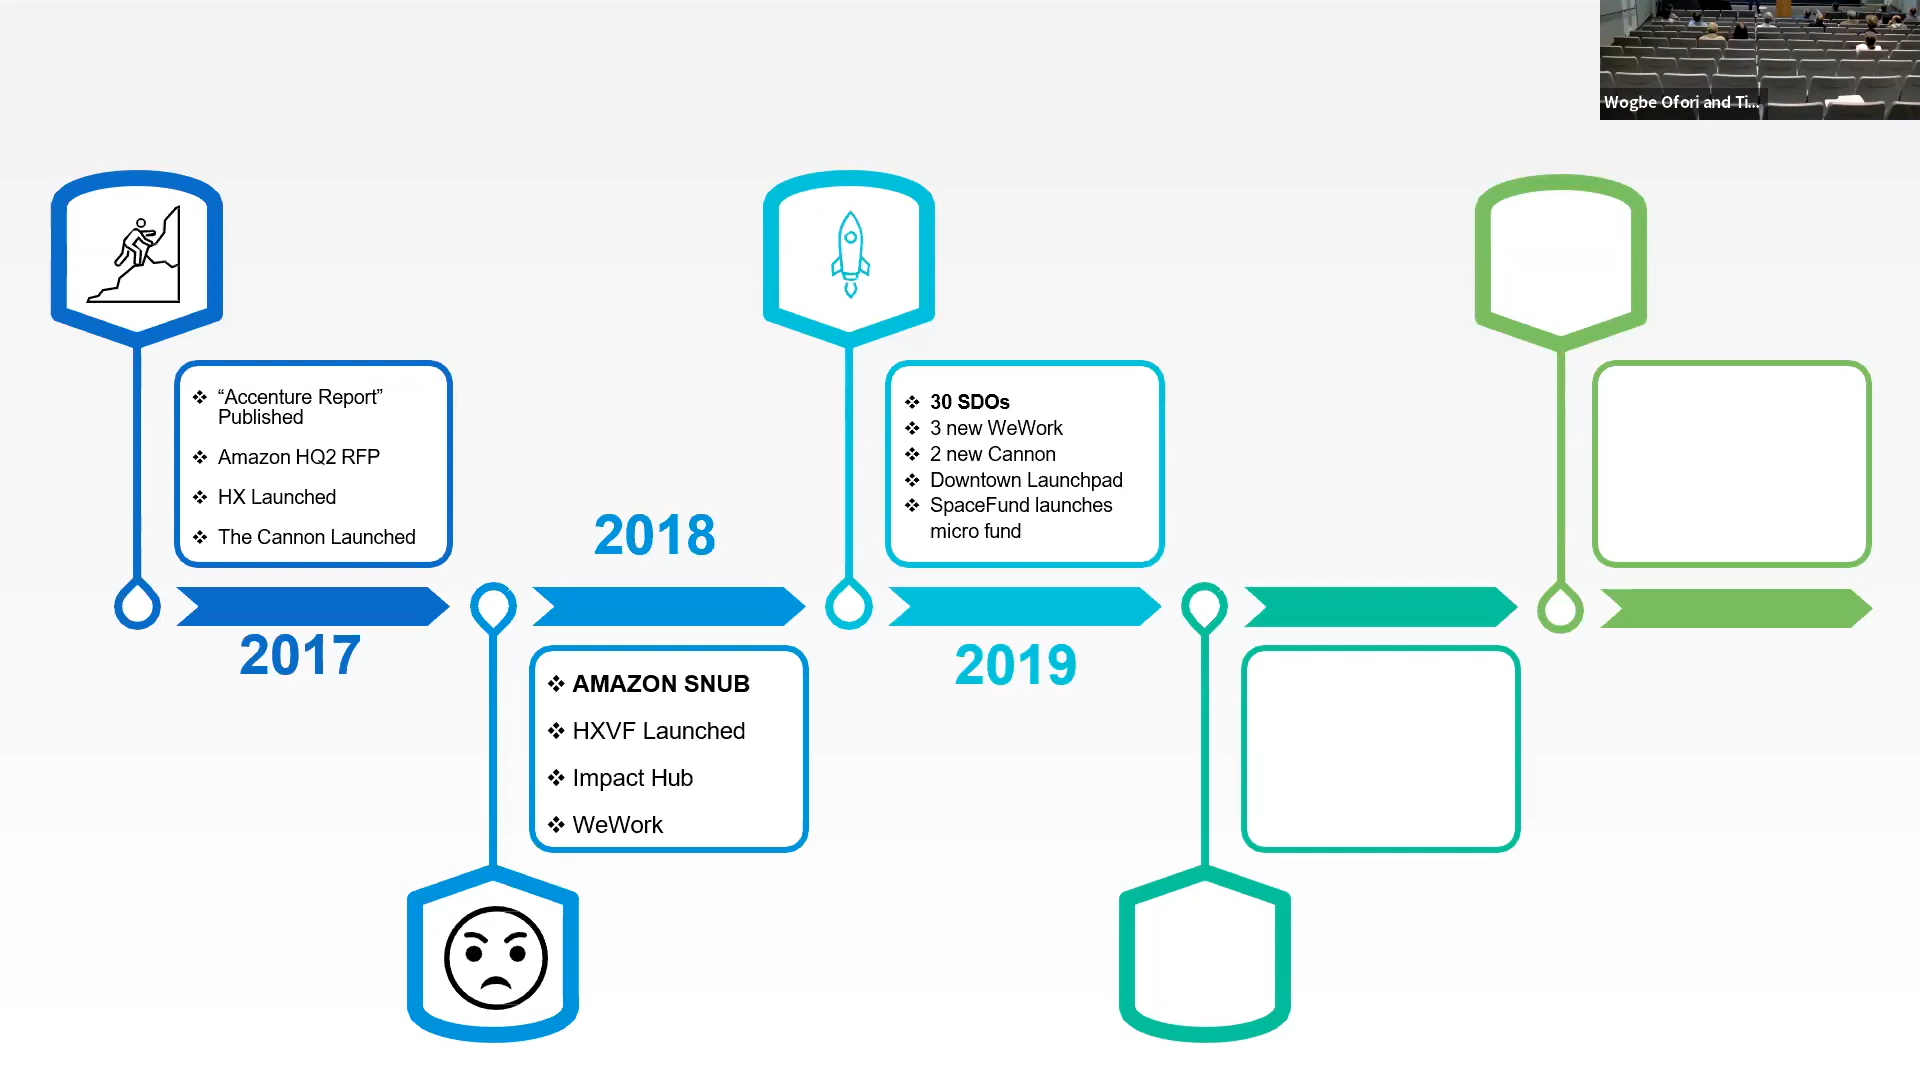 Wogbe Ofori and Ti...
❖ “Accenture Report”
Published
❖ Amazon HQ2 RFP
❖ HX Launched
❖ The Cannon Launched
2017
2018
❖ AMAZON SNUB
❖ HXVF Launched
❖ Impact Hub
❖ WeWork
❖ 30 SDOs
❖ 3 new WeWork
❖ 2 new Cannon
❖ Downtown Launchpad
❖ SpaceFund launches
micro fund
2019